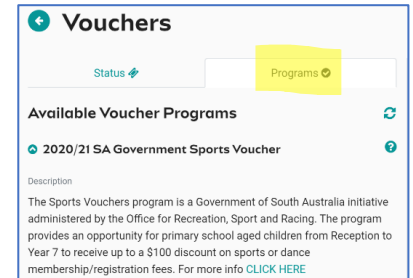 Vouchers
Status
Programs
Available Voucher Programs
2020/21 SA Government Sports Voucher
Description
The Sports Vouchers program is a Government of South Australia initiative
administered by the Office for Recreation, Sport and Racing. The program
provides an opportunity for primary school aged children from Reception to
Year 7 to receive up to a $100 discount on sports or dance
membership/registration fees. For more info CLICK HERE